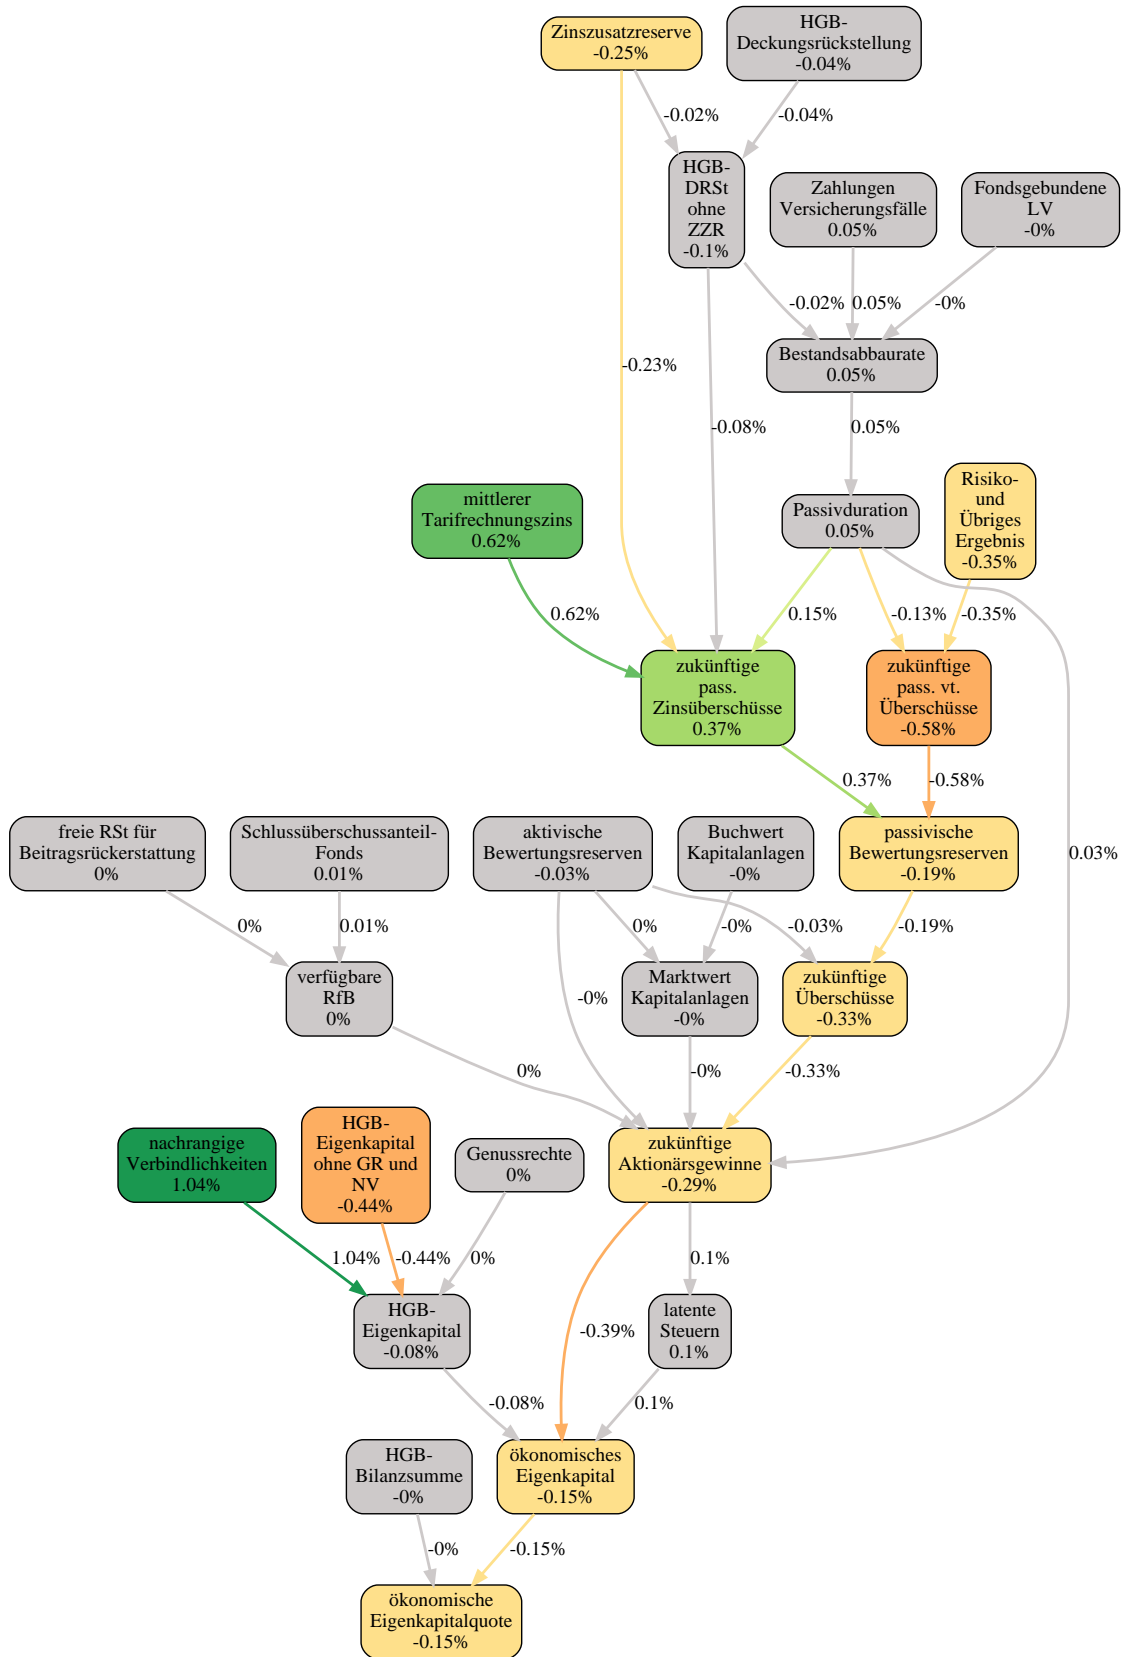 Zinszusatzreserve
-0.25%
HGB-
Deckungsrückstellung
-0.04%
-0.02%
-0.04%
HGB-
DRSt
ohne
ZZR
-0.1%
Zahlungen
Versicherungsfälle
0.05%
Fondsgebundene
LV
-0%
-0.02%
0.05%
-0%
Bestandsabbaurate
0.05%
-0.23%
-0.08%
0.05%
mittlerer
Tarifrechnungszins
0.62%
Passivduration
0.05%
Risiko-
und
Übriges
Ergebnis
-0.35%
0.62%
0.15%
-0.13%
-0.35%
zukünftige
pass.
Zinsüberschüsse
0.37%
zukünftige
pass. vt.
Überschüsse
-0.58%
0.37%
-0.58%
freie RSt für
Beitragsrückerstattung
0%
Schlussüberschussanteil-
Fonds
0.01%
aktivische
Bewertungsreserven
-0.03%
Buchwert
Kapitalanlagen
-0%
passivische
Bewertungsreserven
-0.19%
0.03%
0%
0.01%
0%
-0%
-0.03%
-0.19%
verfügbare
RfB
0%
-0%
Marktwert
Kapitalanlagen
-0%
zukünftige
Überschüsse
-0.33%
0%
-0%
-0.33%
nachrangige
Verbindlichkeiten
1.04%
HGB-
Eigenkapital
ohne GR und
NV
-0.44%
Genussrechte
0%
zukünftige
Aktionärsgewinne
-0.29%
1.04%
-0.44%
0%
0.1%
HGB-
Eigenkapital
-0.08%
-0.39%
latente
Steuern
0.1%
-0.08%
0.1%
HGB-
Bilanzsumme
-0%
ökonomisches
Eigenkapital
-0.15%
-0%
-0.15%
ökonomische
Eigenkapitalquote
-0.15%